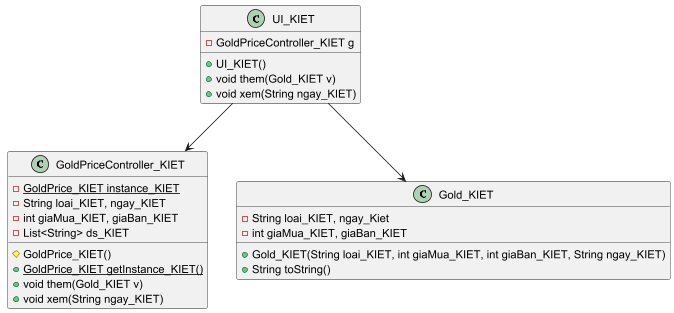 C UI_KIET
GoldPriceController_KIET g
UI_KIET()
void them(Gold_KIET v)
void xem(String ngay_KIET)
C GoldPriceController_KIET
GoldPrice_KIET instance_KIET
String loai_KIET, ngay_KIET
int giaMua_KIET, giaBan_KIET
List<String> ds_KIET
GoldPrice_KIET()
GoldPrice_KIET getInstance_KIET()
void them(Gold_KIET v)
void xem(String ngay_KIET)
C Gold_KIET
String loai_KIET, ngay_Kiet
int giaMua_KIET, giaBan_KIET
Gold_KIET(String loai_KIET, int giaMua_KIET, int giaBan_KIET, String ngay_KIET)
String toString()